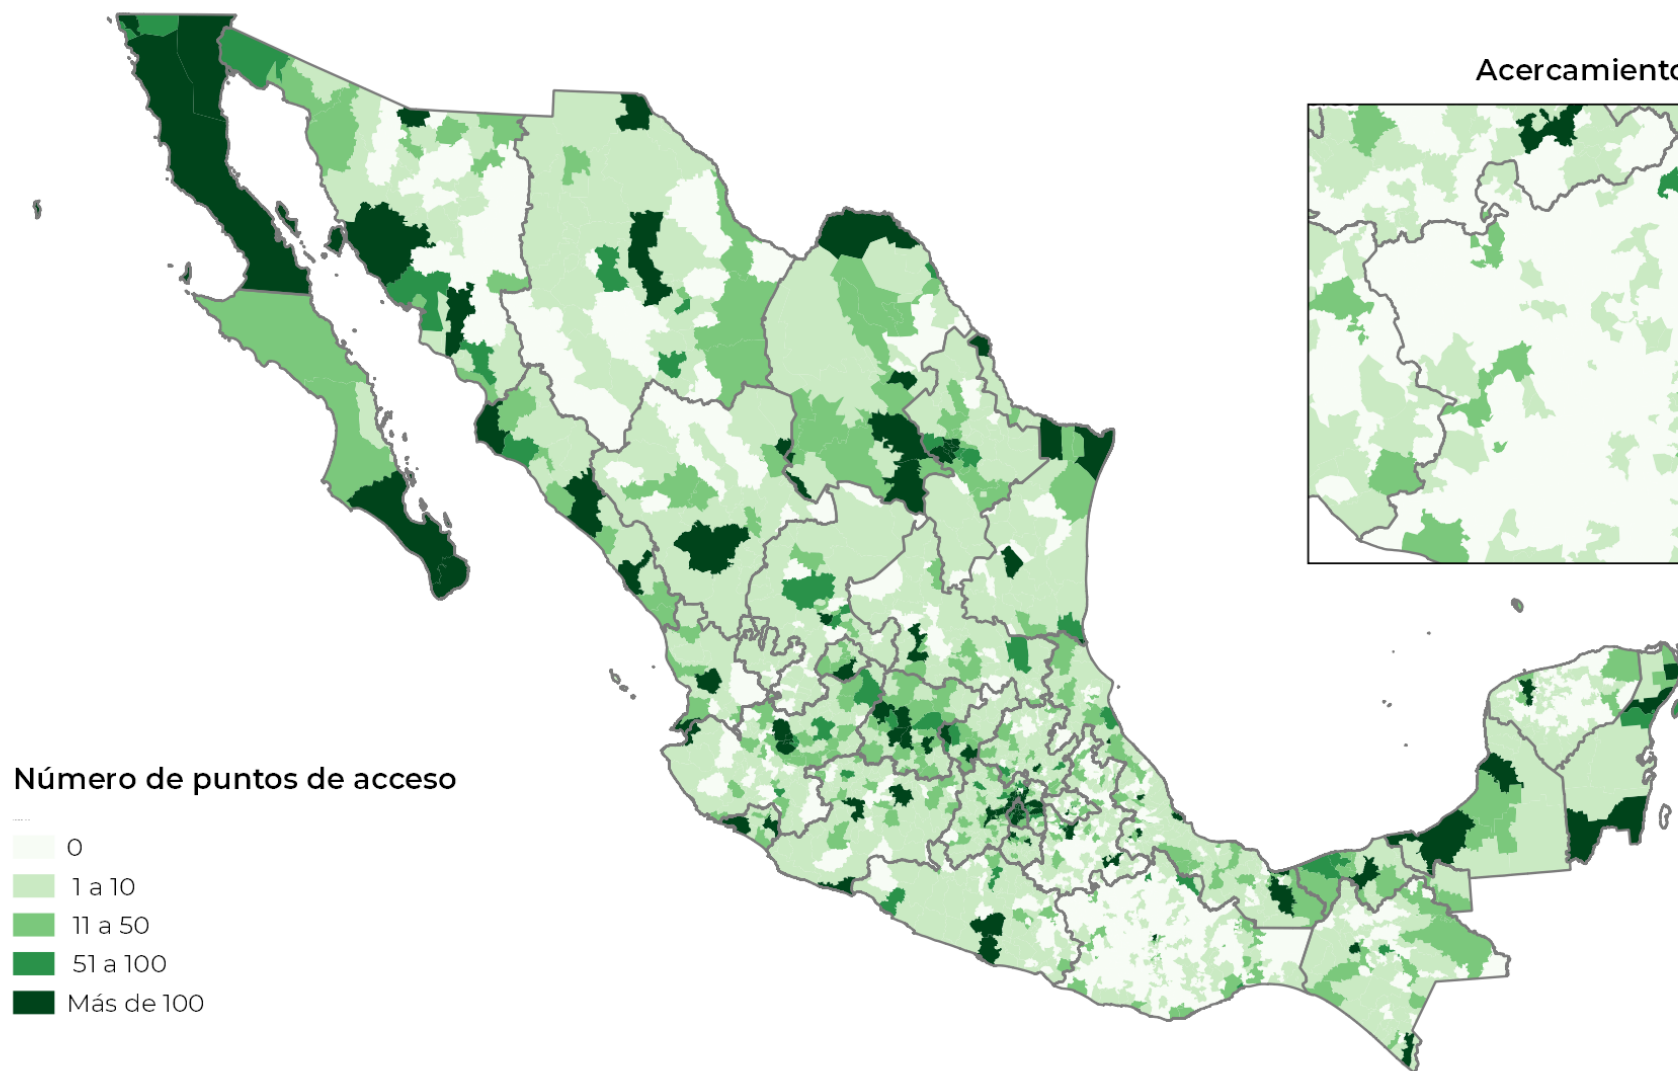 Acercamiento
Número de puntos de acceso
0
1 a 10
11 a 50
51 a 100
Más de 100